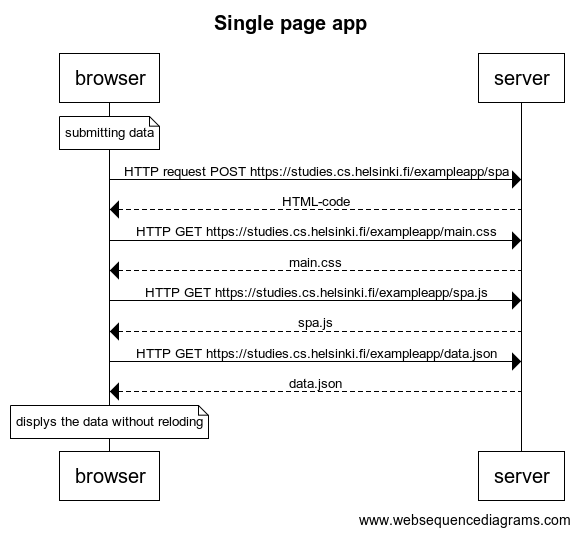 Single page app
browser
server
submitting data
HTTP request POST https://studies.cs.helsinki.fi/exampleapp/spa
HTML-code
HTTP GET https://studies.cs.helsinki.fi/exampleapp/main.css
main.css
HTTP GET https://studies.cs.helsinki.fi/exampleapp/spa.js
spa.js
HTTP GET https://studies.cs.helsinki.fi/exampleapp/data.json
data.json
displys the data without reloding
browser
server
www.websequencediagrams.com